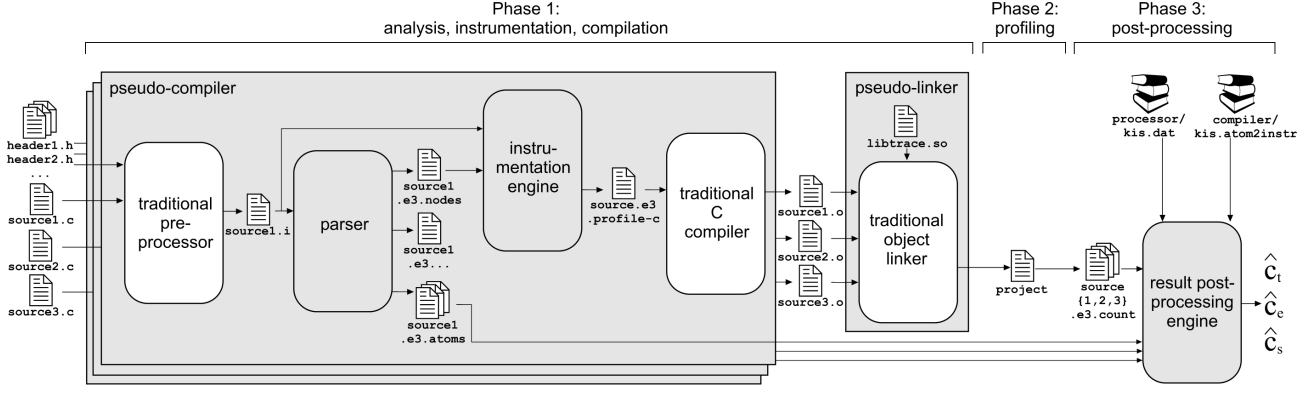 Phase 1:
analysis, instrumentation, compilation
Phase 2:
profiling
Phase 3:
post-processing
pseudo-compiler
header1.h
header2.h
...
source1.c
source2.c
source3.c
traditional
pre-
processor
source1.i
parser
source1
.e3.nodes
source1
.e3...
source1
.e3.atoms
instru-
mentation
engine
source.e3
.profile-c
traditional
C
compiler
source1.o
source2.o
source3.o
pseudo-linker
libtrace.so
traditional
object
linker
project
source
{1,2,3}
.e3.count
processor/
kis.dat
compiler/
kis.atom2instr
result post-
processing
engine
ĉt
ĉe
ĉs